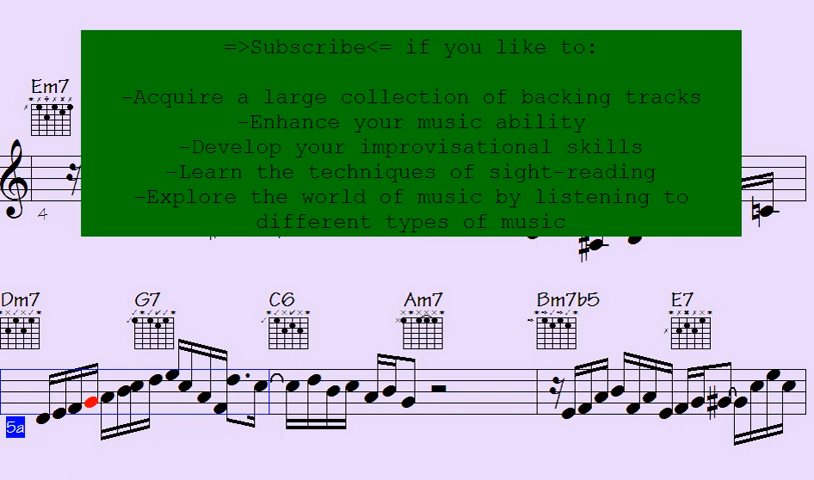 =>Subscribe<= if you like to:
Em7
-Acquire a large collection of backing tracks
-Enhance your music ability
-Develop your improvisational skills
-Learn the techniques of sight-reading
-Explore the world of music by listening to
different types of music
4
Dm7 G7 C6 Am7 Bm7b5 E7
5a